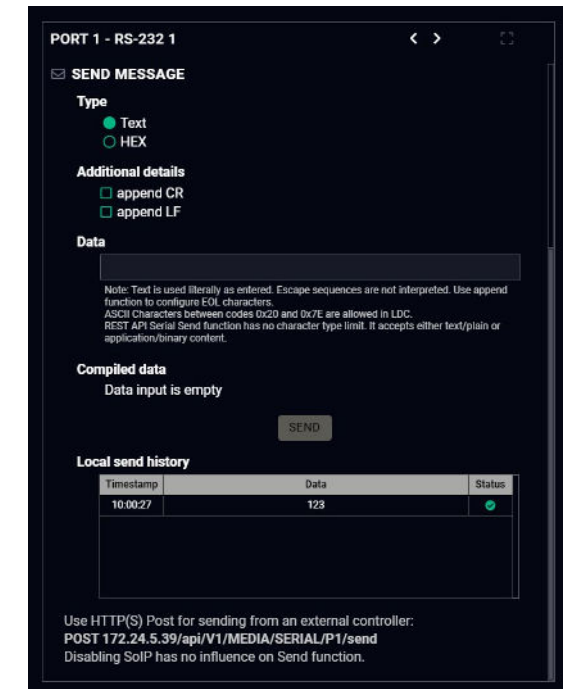 PORT 1 - RS-232 1
SEND MESSAGE
Type
Text
HEX
Additional details
append CR
append LF
Data
Note: Text is used literally as entered. Escape sequences are not interpreted. Use append
function to configure EOL characters.
ASCII Characters between codes 0x20 and 0x7E are allowed in LDC.
REST API Serial Send function has no character type limit. It accepts either text/plain or
application/binary content.
Compiled data
Data input is empty
SEND
Local send history
Timestamp Data Status
10:00:27 123
Use HTTP(S) Post for sending from an external controller:
POST 172.24.5.39/api/V1/MEDIA/SERIAL/P1/send
Disabling SoIP has no influence on Send function.